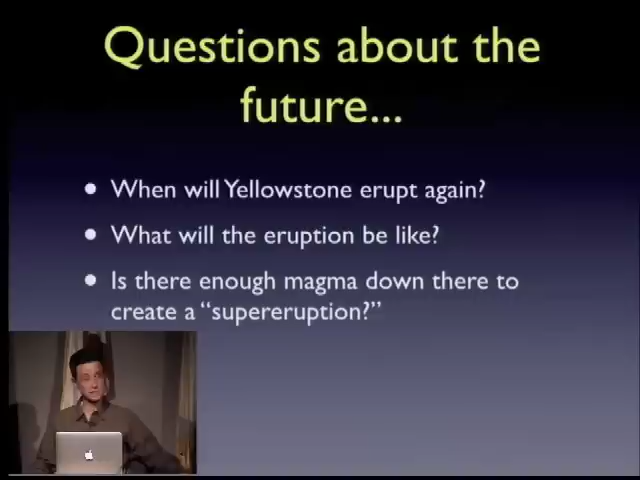 Questions about the
future...
• When will Yellowstone erupt again?
• What will the eruption be like?
• Is there enough magma down there to
create a “supereruption?”